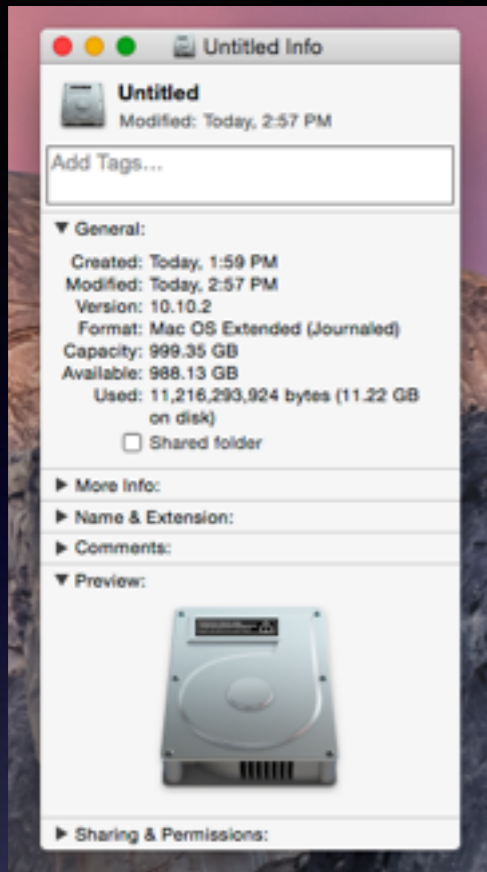 Untitled Info
Untitled
Modified: Today, 2:57 PM
Add Tags...
General:
Created: Today, 1:59 PM
Modified: Today, 2:57 PM
Version: 10.10.2
Format: Mac OS Extended (Journaled)
Capacity: 999.35 GB
Available: 988.13 GB
Used: 11,216,293,924 bytes (11.22 GB
on disk)
Shared folder
More Info:
Name & Extension:
Comments:
Preview:
Sharing & Permissions: